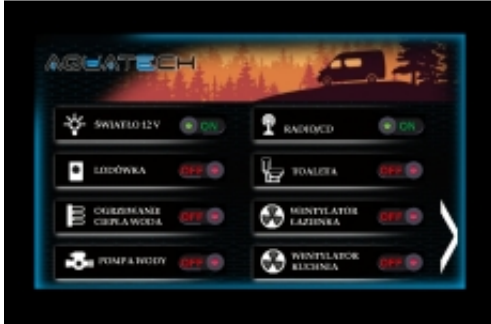 AQUATECH
ŚWIATŁO 12 V
ON
RADIO/CD
ON
LODÓWKA
OFF
TOALETA
OFF
OGRZEWANIE
CIEPŁA WODA
OFF
WENTYLATOR
ŁAZIENKA
OFF
POMPA WODY
OFF
WENTYLATOR
KUCHNIA
OFF